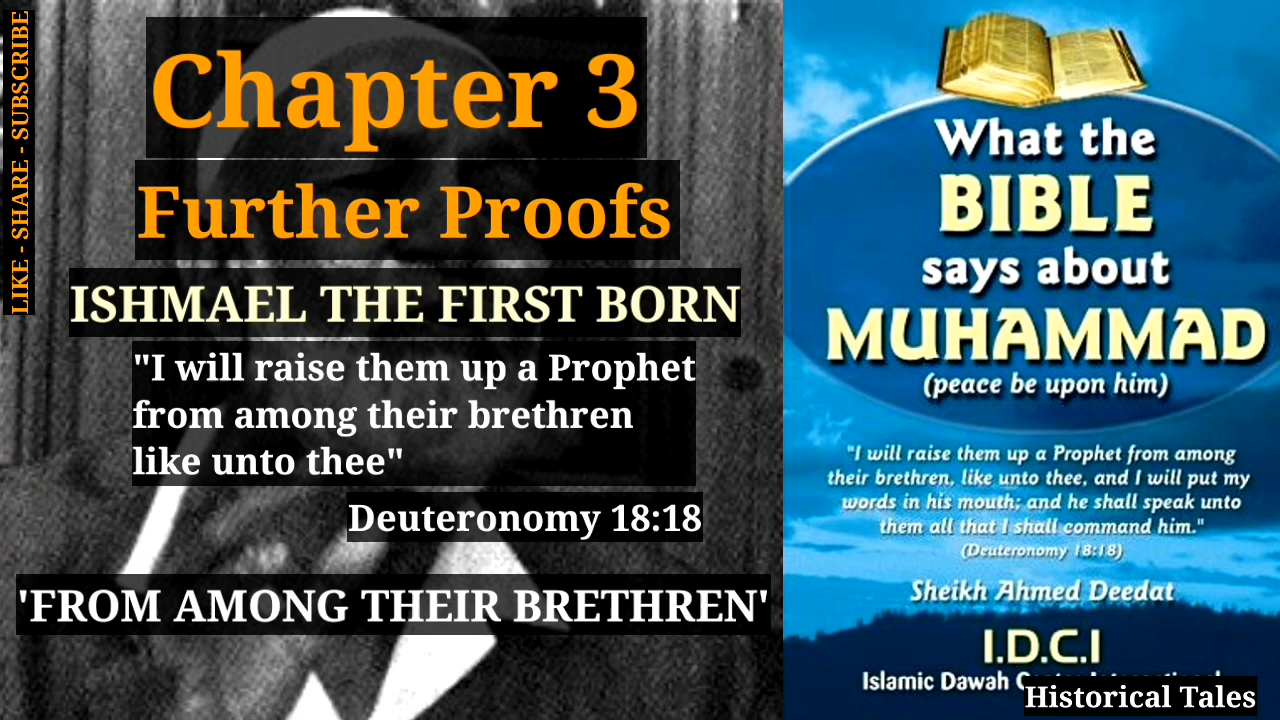 LIKE - SHARE - SUBSCRIBE
Chapter 3
Further Proofs
ISHMAEL THE FIRST BORN
"I will raise them up a Prophet
from among their brethren
like unto thee"
Deuteronomy 18:18
'FROM AMONG THEIR BRETHREN'
What the
BIBLE
says about
MUHAMMAD
(peace be upon him)
"I will raise them up a Prophet from among
their brethren, like unto thee, and I will put my
words in his mouth; and he shall speak unto
them all that I shall command him."
(Deuteronomy 18:18)
Sheikh Ahmed Deedat
I.D.C.I
Islamic Dawah
Historical Tales